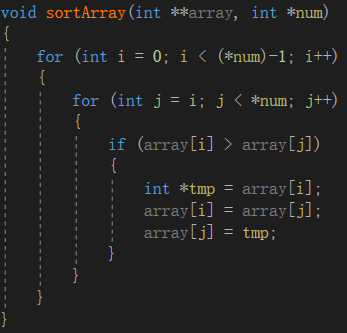 void sortArray(int **array, int *num)
{
for (int i = 0; i < (*num)-1; i++)
{
for (int j = i; j < *num; j++)
{
if (array[i] > array[j])
{
int *tmp = array[i];
array[i] = array[j];
array[j] = tmp;
}
}
}
}